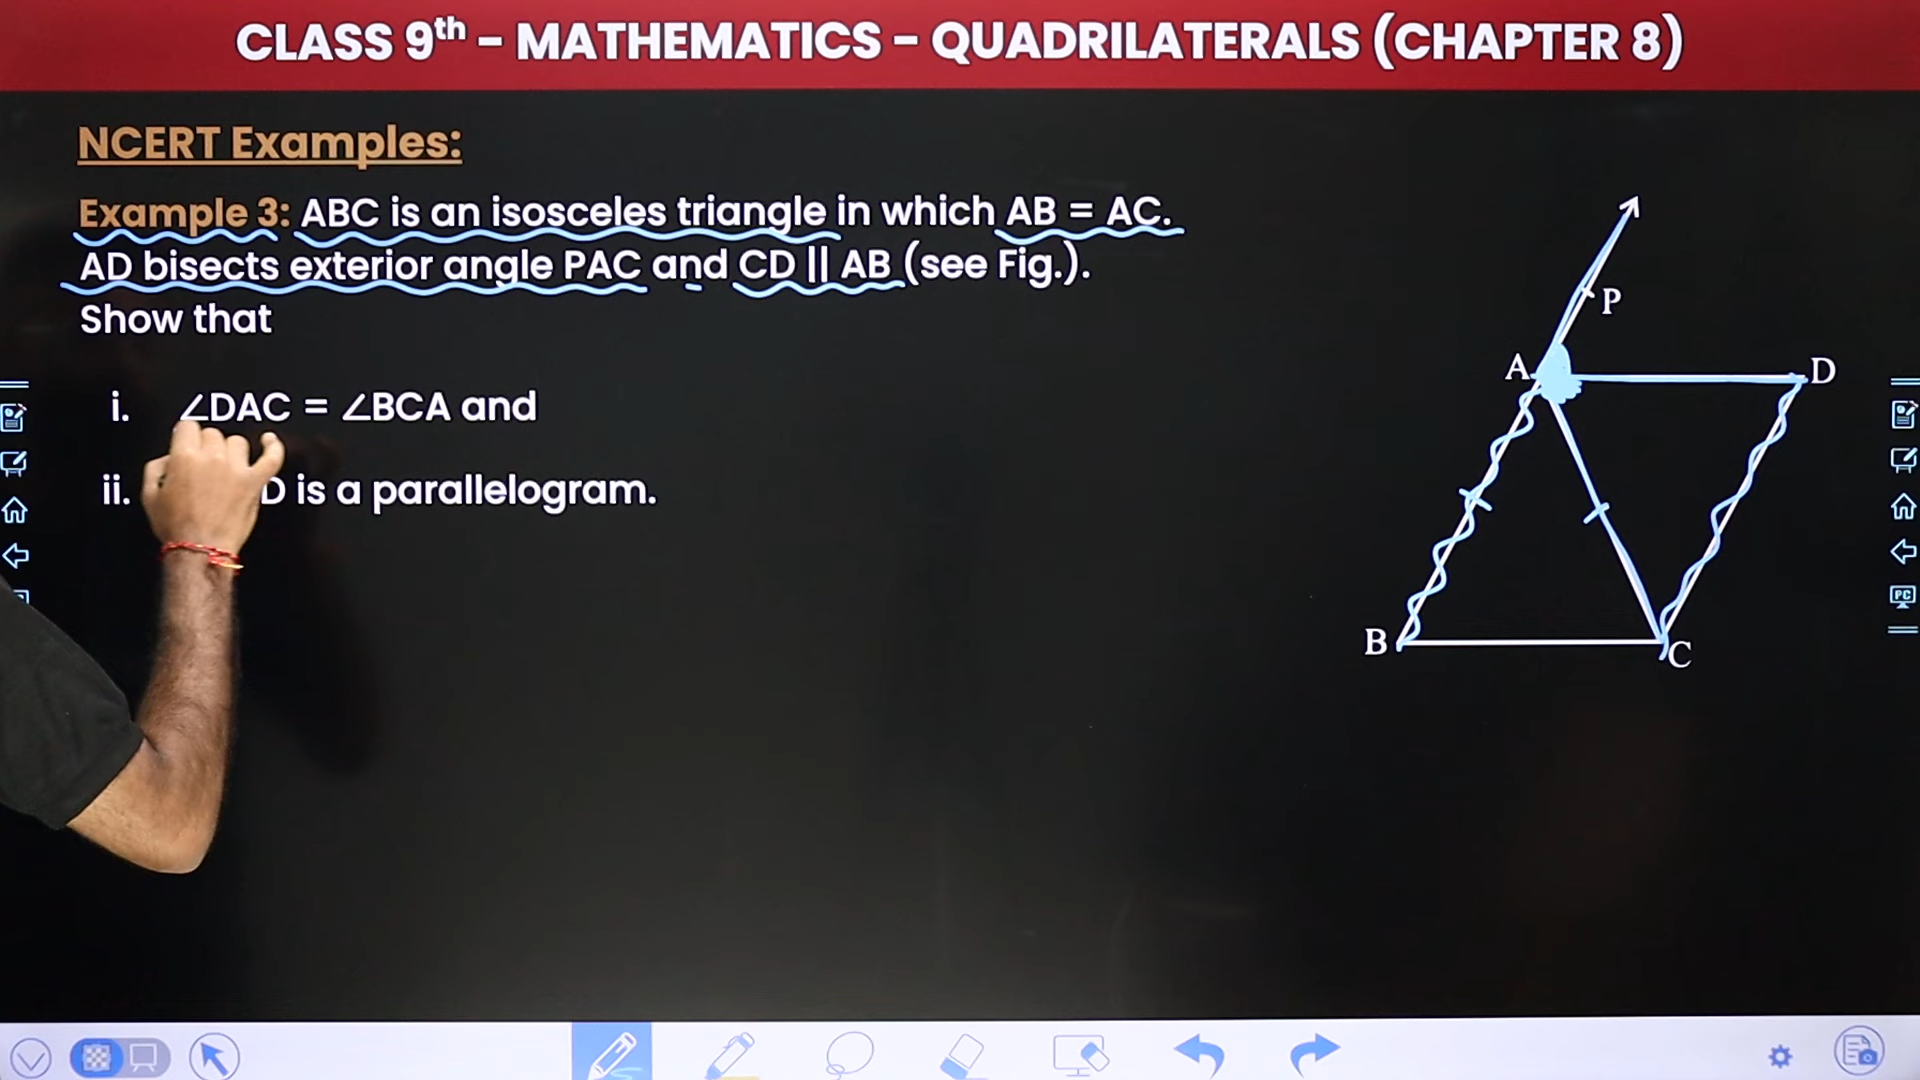 CLASS 9th - MATHEMATICS - QUADRILATERALS (CHAPTER 8)
NCERT Examples:
Example 3: ABC is an isosceles triangle in which AB = AC.
AD bisects exterior angle PAC and CD || AB (see Fig.).
Show that
i. ∠DAC = ∠BCA and
ii. D is a parallelogram.
P
A
D
B
C
PC